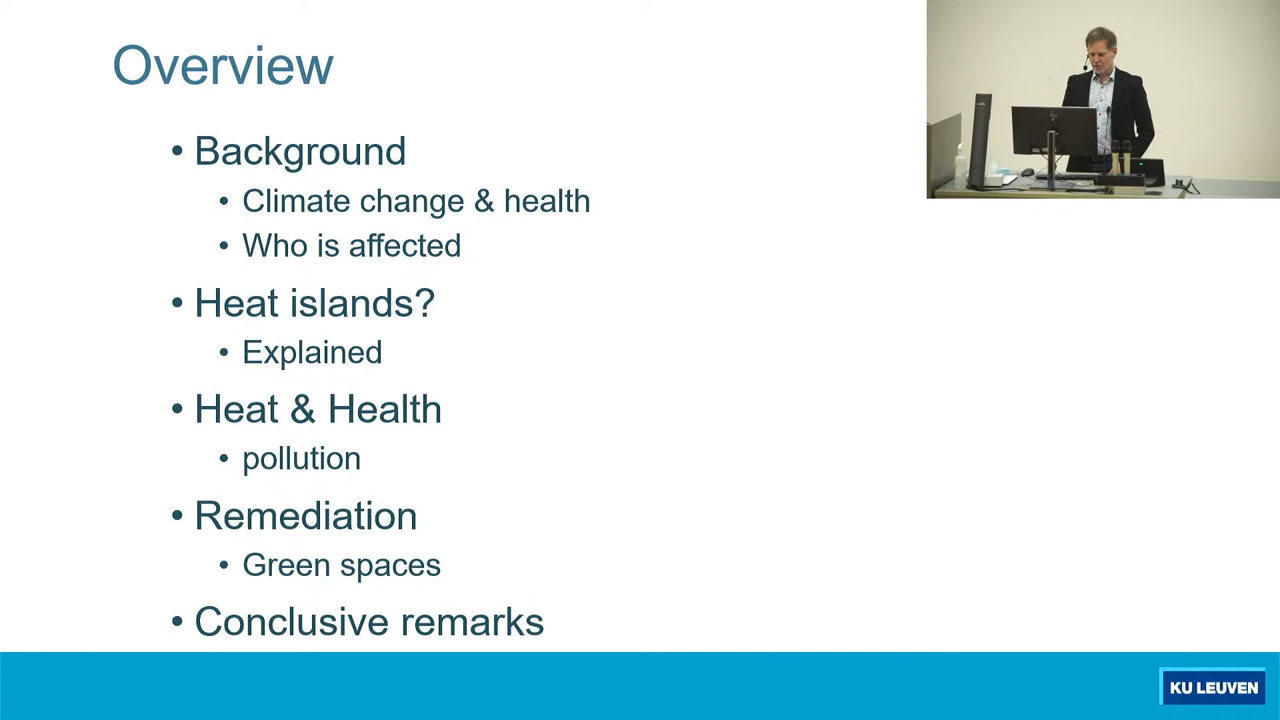 Overview
• Background
• Climate change & health
• Who is affected
• Heat islands?
• Explained
• Heat & Health
• pollution
• Remediation
• Green spaces
• Conclusive remarks
KU LEUVEN